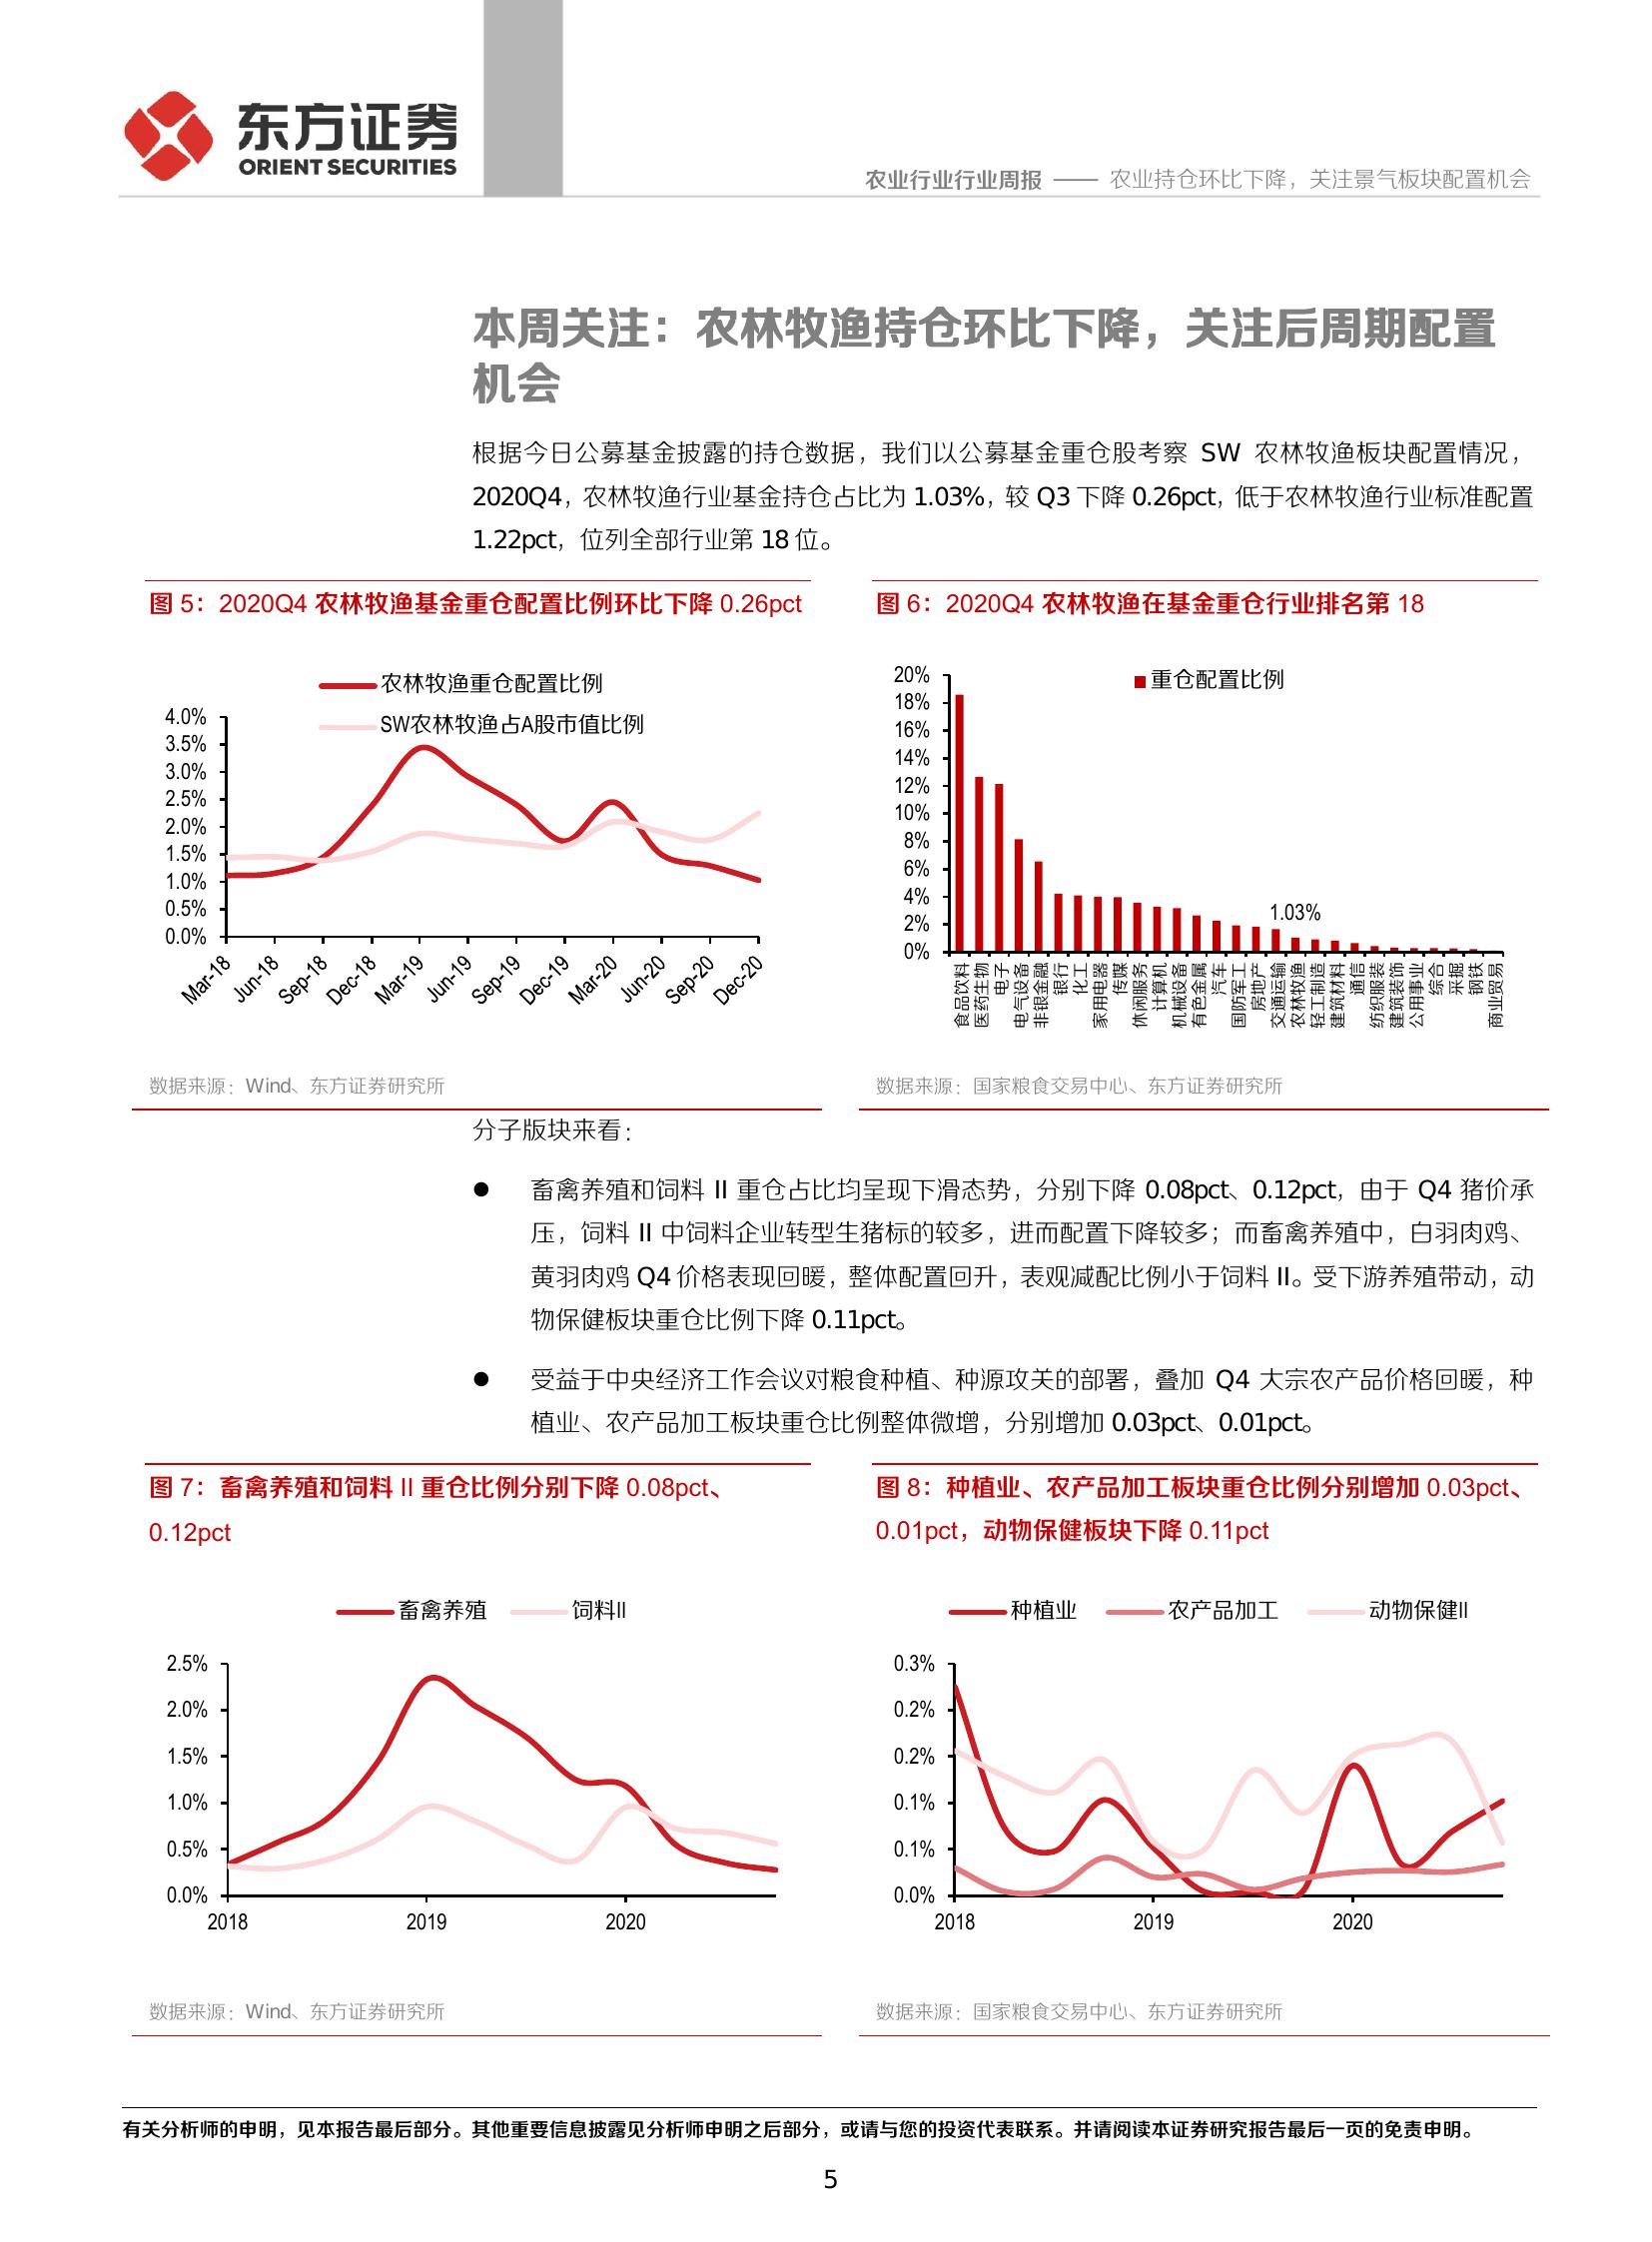 东方证券
ORIENT SECURITIES
农业行业行业周报 —— 农业持仓环比下降，关注景气板块配置机会
本周关注：农林牧渔持仓环比下降，关注后周期配置
机会
根据今日公募基金披露的持仓数据，我们以公募基金重仓股考察 SW 农林牧渔板块配置情况，
2020Q4，农林牧渔行业基金持仓占比为 1.03%，较 Q3 下降 0.26pct，低于农林牧渔行业标准配置
1.22pct，位列全部行业第 18 位。
图 5：2020Q4 农林牧渔基金重仓配置比例环比下降 0.26pct
农林牧渔重仓配置比例
SW农林牧渔占A股市值比例
4.0%
3.5%
3.0%
2.5%
2.0%
1.5%
1.0%
0.5%
0.0%
Mar-18 Jun-18 Sep-18 Dec-18 Mar-19 Jun-19 Sep-19 Dec-19 Mar-20 Jun-20 Sep-20 Dec-20
数据来源：Wind、东方证券研究所
图 6：2020Q4 农林牧渔在基金重仓行业排名第 18
重仓配置比例
20%
18%
16%
14%
12%
10%
8%
6%
4%
2%
0%
1.03%
食品饮料 医药生物 电子 电气设备 非银金融 银行 化工 家用电器 传媒 休闲服务 计算机 机械设备 有色金属 汽车 国防军工 房地产 交通运输 农林牧渔 轻工制造 建筑材料 通信 纺织服装 建筑装饰 公用事业 综合 采掘 钢铁 商业贸易
数据来源：国家粮食交易中心、东方证券研究所
分子版块来看：
● 畜禽养殖和饲料 II 重仓占比均呈现下滑态势，分别下降 0.08pct、0.12pct，由于 Q4 猪价承
压，饲料 II 中饲料企业转型生猪标的较多，进而配置下降较多；而畜禽养殖中，白羽肉鸡、
黄羽肉鸡 Q4 价格表现回暖，整体配置回升，表观减配比例小于饲料 II。受下游养殖带动，动
物保健板块重仓比例下降 0.11pct。
● 受益于中央经济工作会议对粮食种植、种源攻关的部署，叠加 Q4 大宗农产品价格回暖，种
植业、农产品加工板块重仓比例整体微增，分别增加 0.03pct、0.01pct。
图 7：畜禽养殖和饲料 II 重仓比例分别下降 0.08pct、
0.12pct
畜禽养殖 饲料II
2.5%
2.0%
1.5%
1.0%
0.5%
0.0%
2018 2019 2020
数据来源：Wind、东方证券研究所
图 8：种植业、农产品加工板块重仓比例分别增加 0.03pct、
0.01pct，动物保健板块下降 0.11pct
种植业 农产品加工 动物保健II
0.3%
0.2%
0.2%
0.1%
0.1%
0.0%
2018 2019 2020
数据来源：国家粮食交易中心、东方证券研究所
有关分析师的申明，见本报告最后部分。其他重要信息披露见分析师申明之后部分，或请与您的投资代表联系。并请阅读本证券研究报告最后一页的免责申明。
5